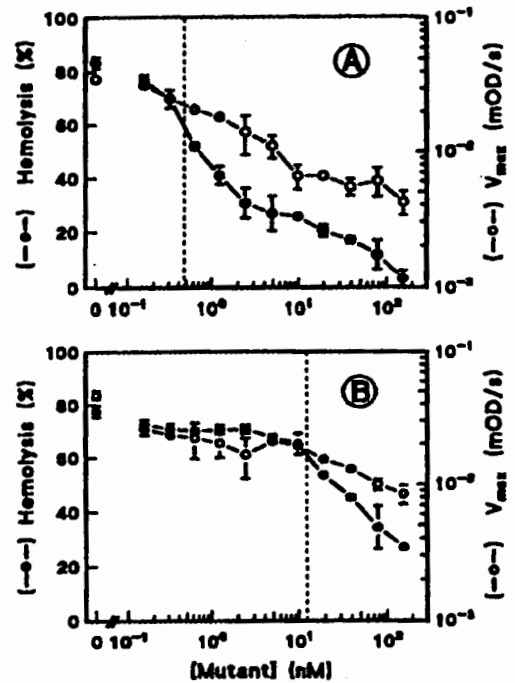 A
100
80
60
40
20
0
(—●—) Hemolysis (%)
10⁻¹
10⁻²
10⁻³
(—o—) Vmax (mOD/s)
0 10⁻¹ 10⁰ 10¹ 10²
B
100
80
60
40
20
0
(—●—) Hemolysis (%)
10⁻¹
10⁻²
10⁻³
(—o—) Vmax (mOD/s)
0 10⁻¹ 10⁰ 10¹ 10²
[Mutant] (nM)